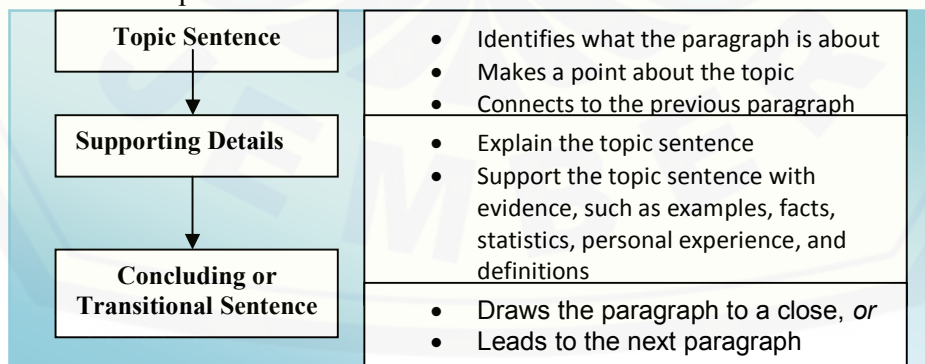 Topic Sentence
• Identifies what the paragraph is about
• Makes a point about the topic
• Connects to the previous paragraph
Supporting Details
• Explain the topic sentence
• Support the topic sentence with
evidence, such as examples, facts,
statistics, personal experience, and
definitions
Concluding or
Transitional Sentence
• Draws the paragraph to a close, or
• Leads to the next paragraph